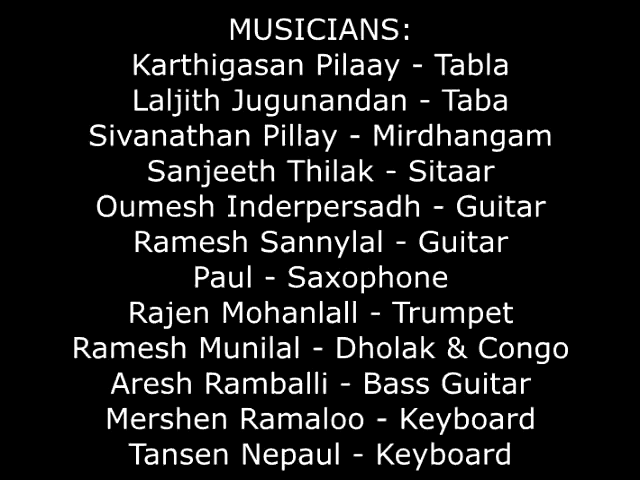 MUSICIANS:
Karthigasan Pilaay - Tabla
Laljith Jugunandan - Taba
Sivanathan Pillay - Mirdhangam
Sanjeeth Thilak - Sitaar
Oumesh Inderpersadh - Guitar
Ramesh Sannylal - Guitar
Paul - Saxophone
Rajen Mohanlall - Trumpet
Ramesh Munilal - Dholak & Congo
Aresh Ramballi - Bass Guitar
Mershen Ramaloo - Keyboard
Tansen Nepaul - Keyboard